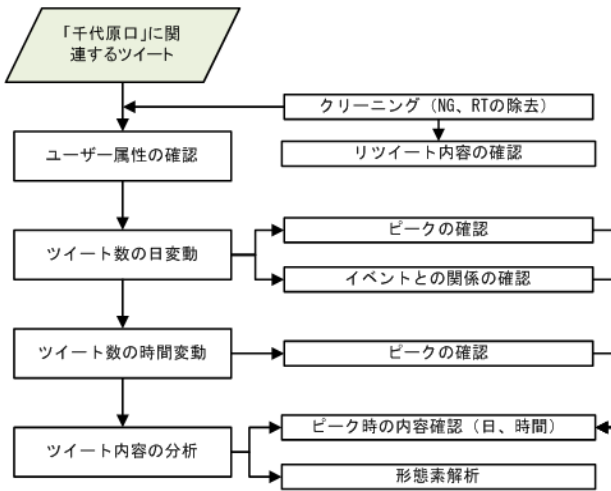 「千代原口」に関
連するツイート
クリーニング（NG、RTの除去）
ユーザー属性の確認
リツイート内容の確認
ツイート数の日変動
ピークの確認
イベントとの関係の確認
ツイート数の時間変動
ピークの確認
ツイート内容の分析
ピーク時の内容確認（日、時間）
形態素解析